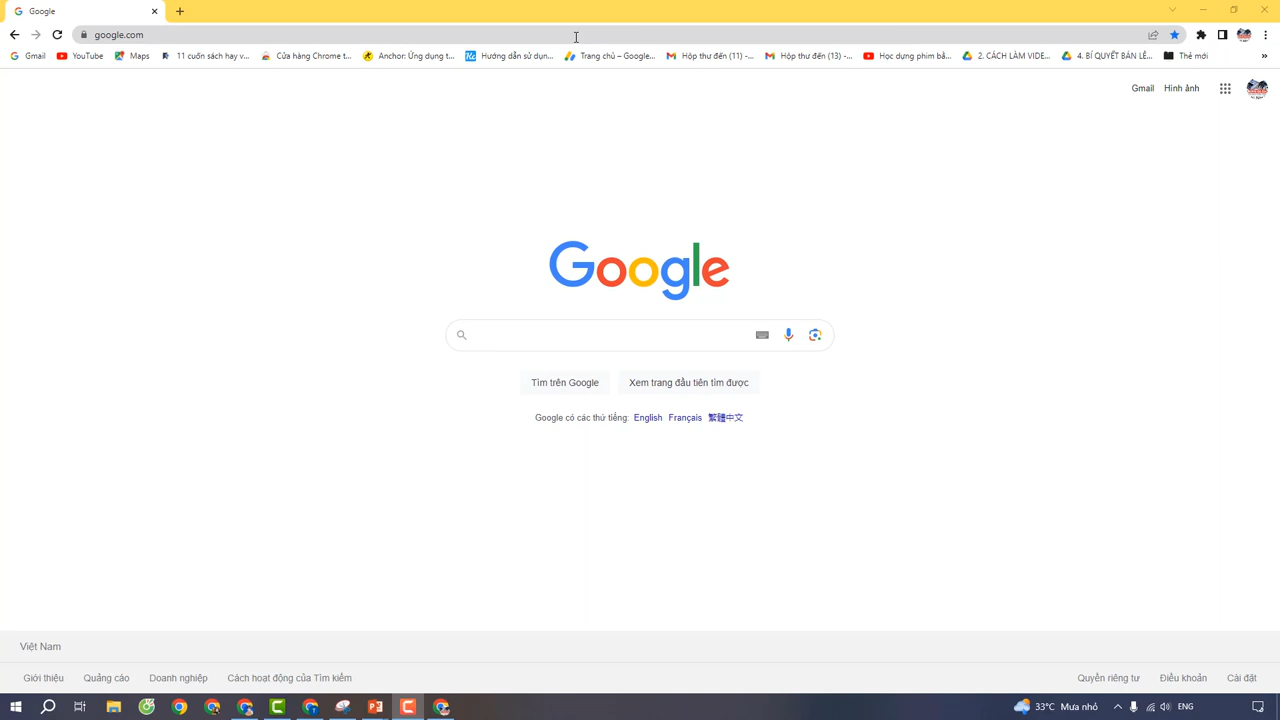 Google
google.com
Gmail YouTube Maps 11 cuốn sách hay v... Cửa hàng Chrome t... Anchor: Ứng dụng t... Hướng dẫn sử dụn... Trang chủ – Google... Hộp thư đến (11) -... Hộp thư đến (13) -... Học dựng phim bằ... 2. CÁCH LÀM VIDE... 4. BÍ QUYẾT BÁN LẺ... Thẻ mới
Gmail Hình ảnh
Google
Tìm trên Google Xem trang đầu tiên tìm được
Google có các thứ tiếng: English Français 繁體中文
Việt Nam
Giới thiệu Quảng cáo Doanh nghiệp Cách hoạt động của Tìm kiếm Quyền riêng tư Điều khoản Cài đặt
33°C Mưa nhỏ ENG